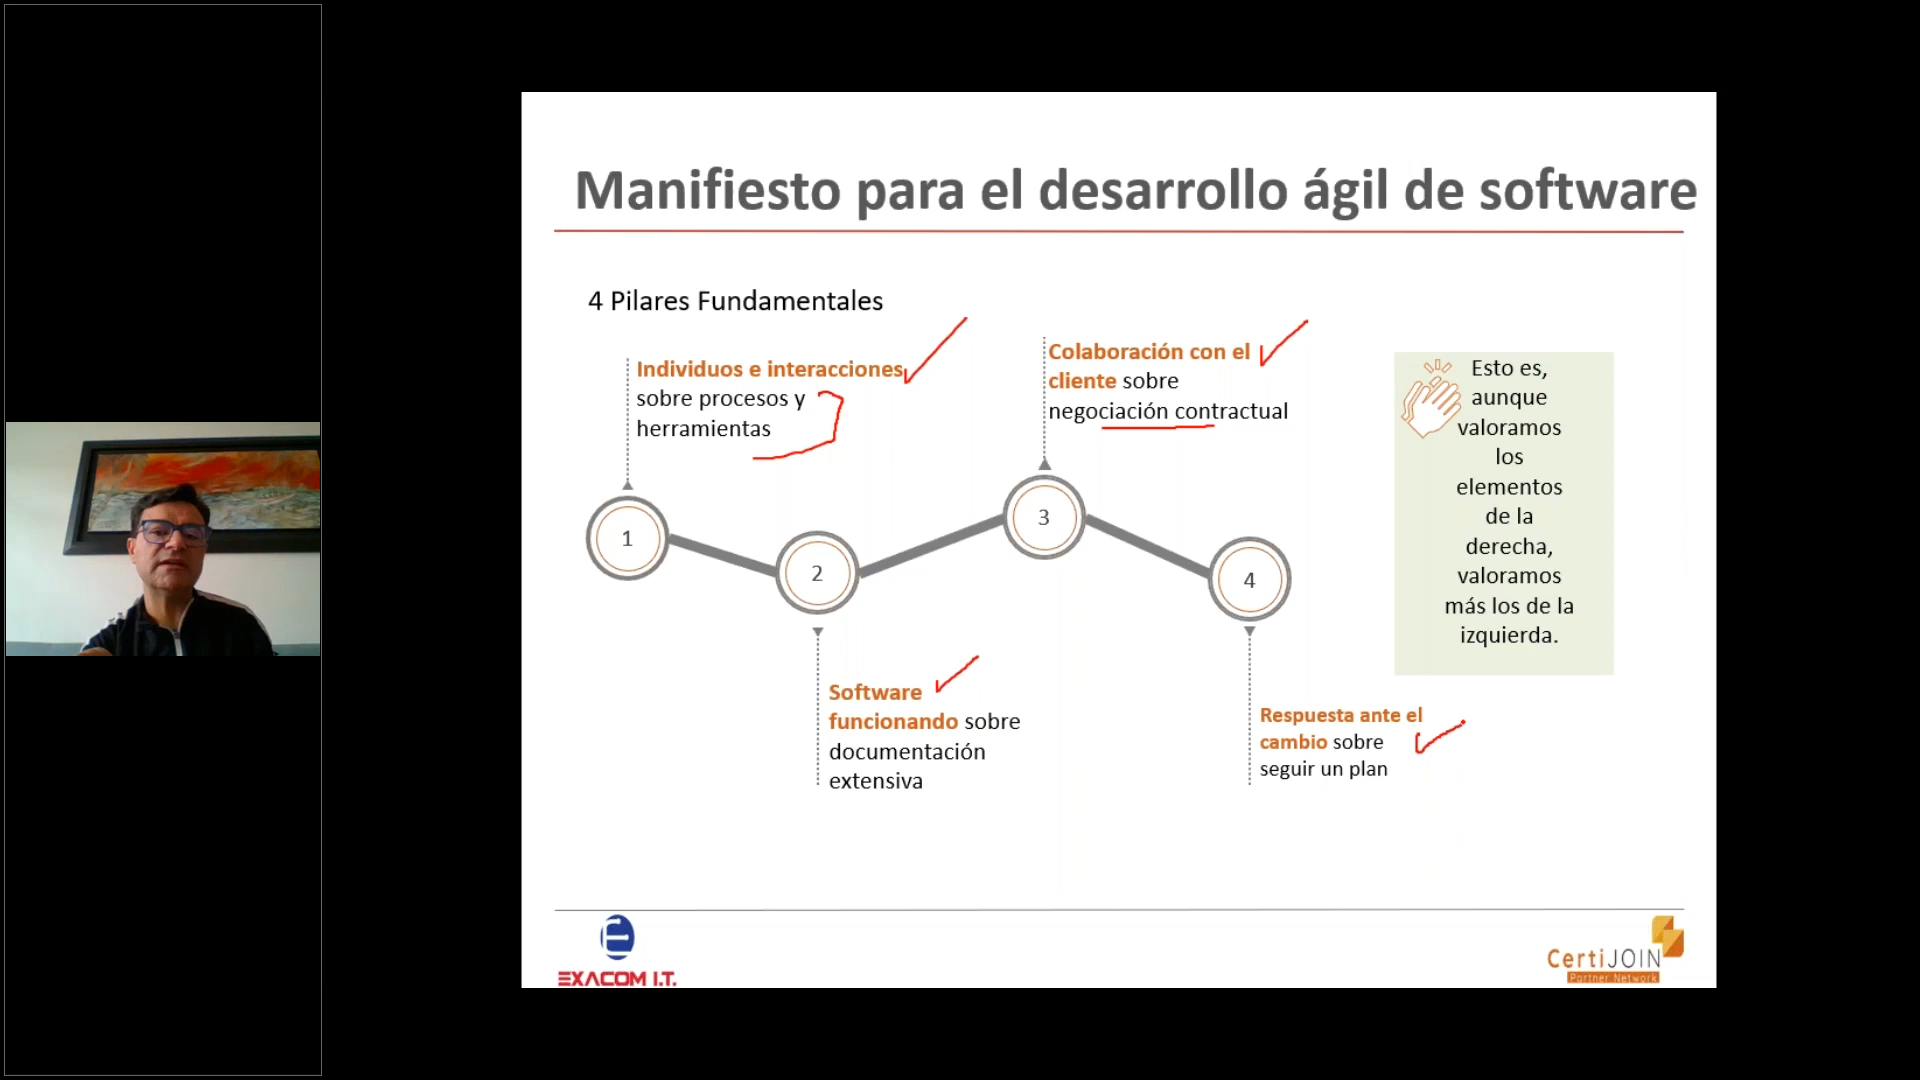 Manifiesto para el desarrollo ágil de software
4 Pilares Fundamentales
Individuos e interacciones
sobre procesos y
herramientas
Colaboración con el
cliente sobre
negociación contractual
Esto es,
aunque
valoramos
los
elementos
de la
derecha,
valoramos
más los de la
izquierda.
1
2
3
4
Software
funcionando sobre
documentación
extensiva
Respuesta ante el
cambio sobre
seguir un plan
EXACOM I.T.
CertiJOIN
Partner Network